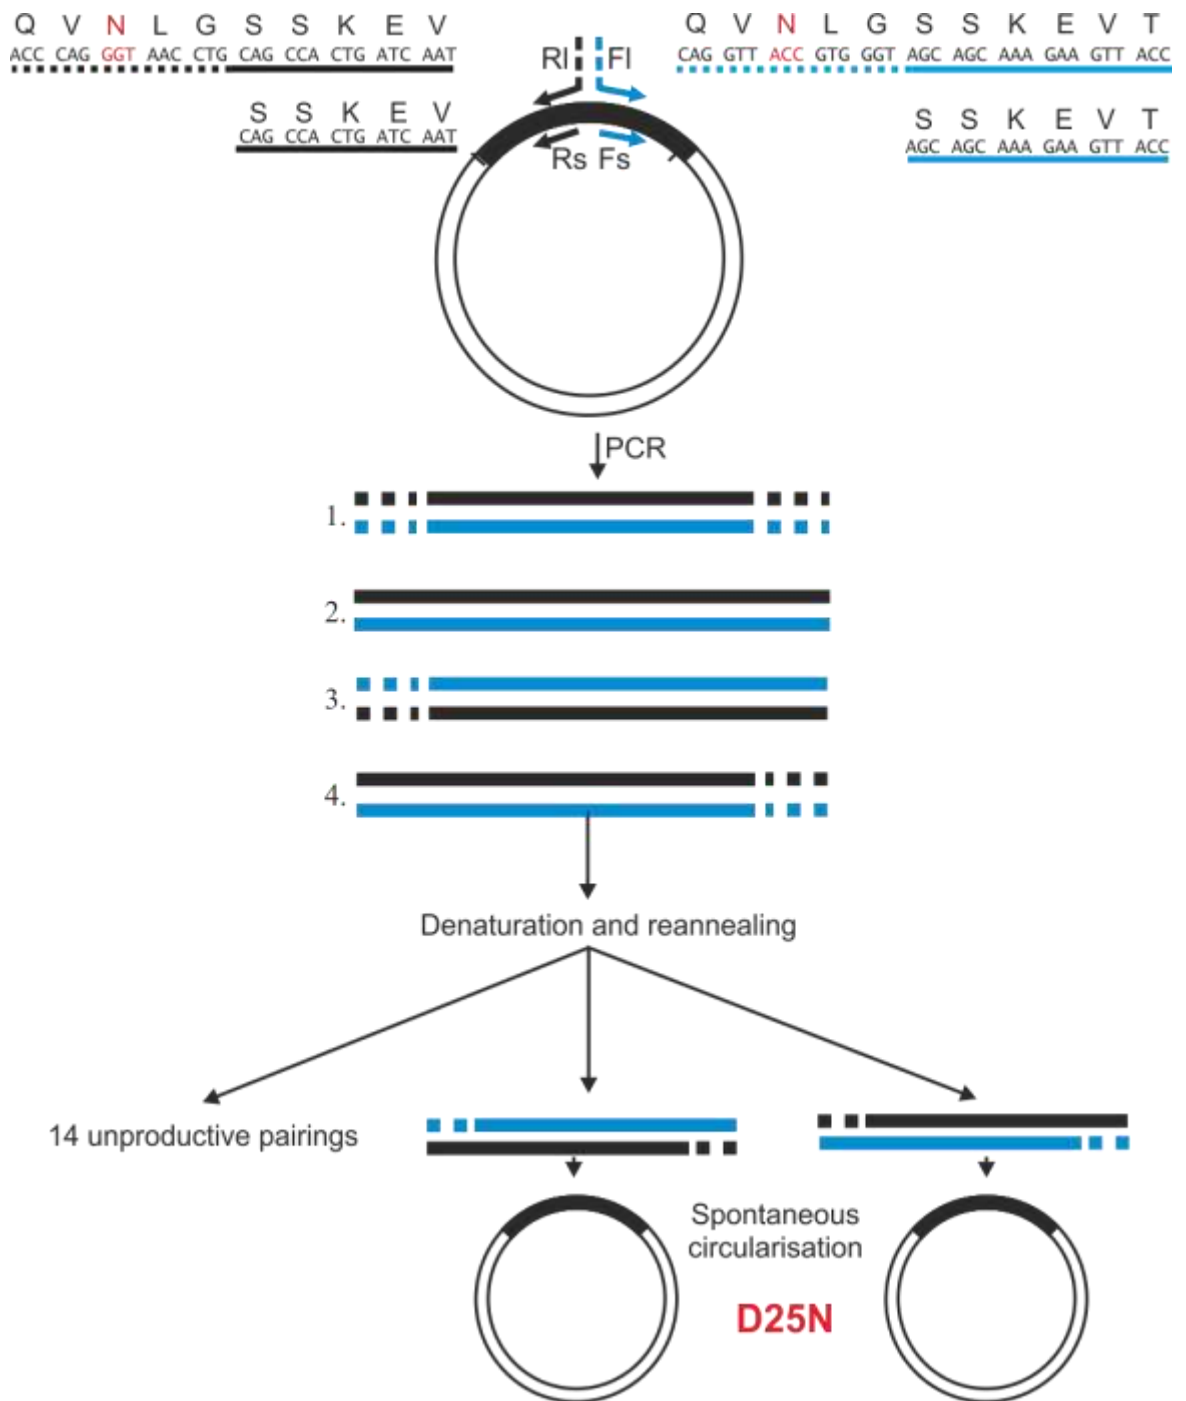 Q V N L G S S K E V
ACC CAG GGT AAC CTG CAG CCA CTG ATC AAT
S S K E V
CAG CCA CTG ATC AAT
Rl Fl
Rs Fs
Q V N L G S S K E V T
CAG GTT ACC GTG GGT AGC AGC AAA GAA GTT ACC
S S K E V T
AGC AGC AAA GAA GTT ACC
PCR
1.
2.
3.
4.
Denaturation and reannealing
14 unproductive pairings
Spontaneous
circularisation
D25N